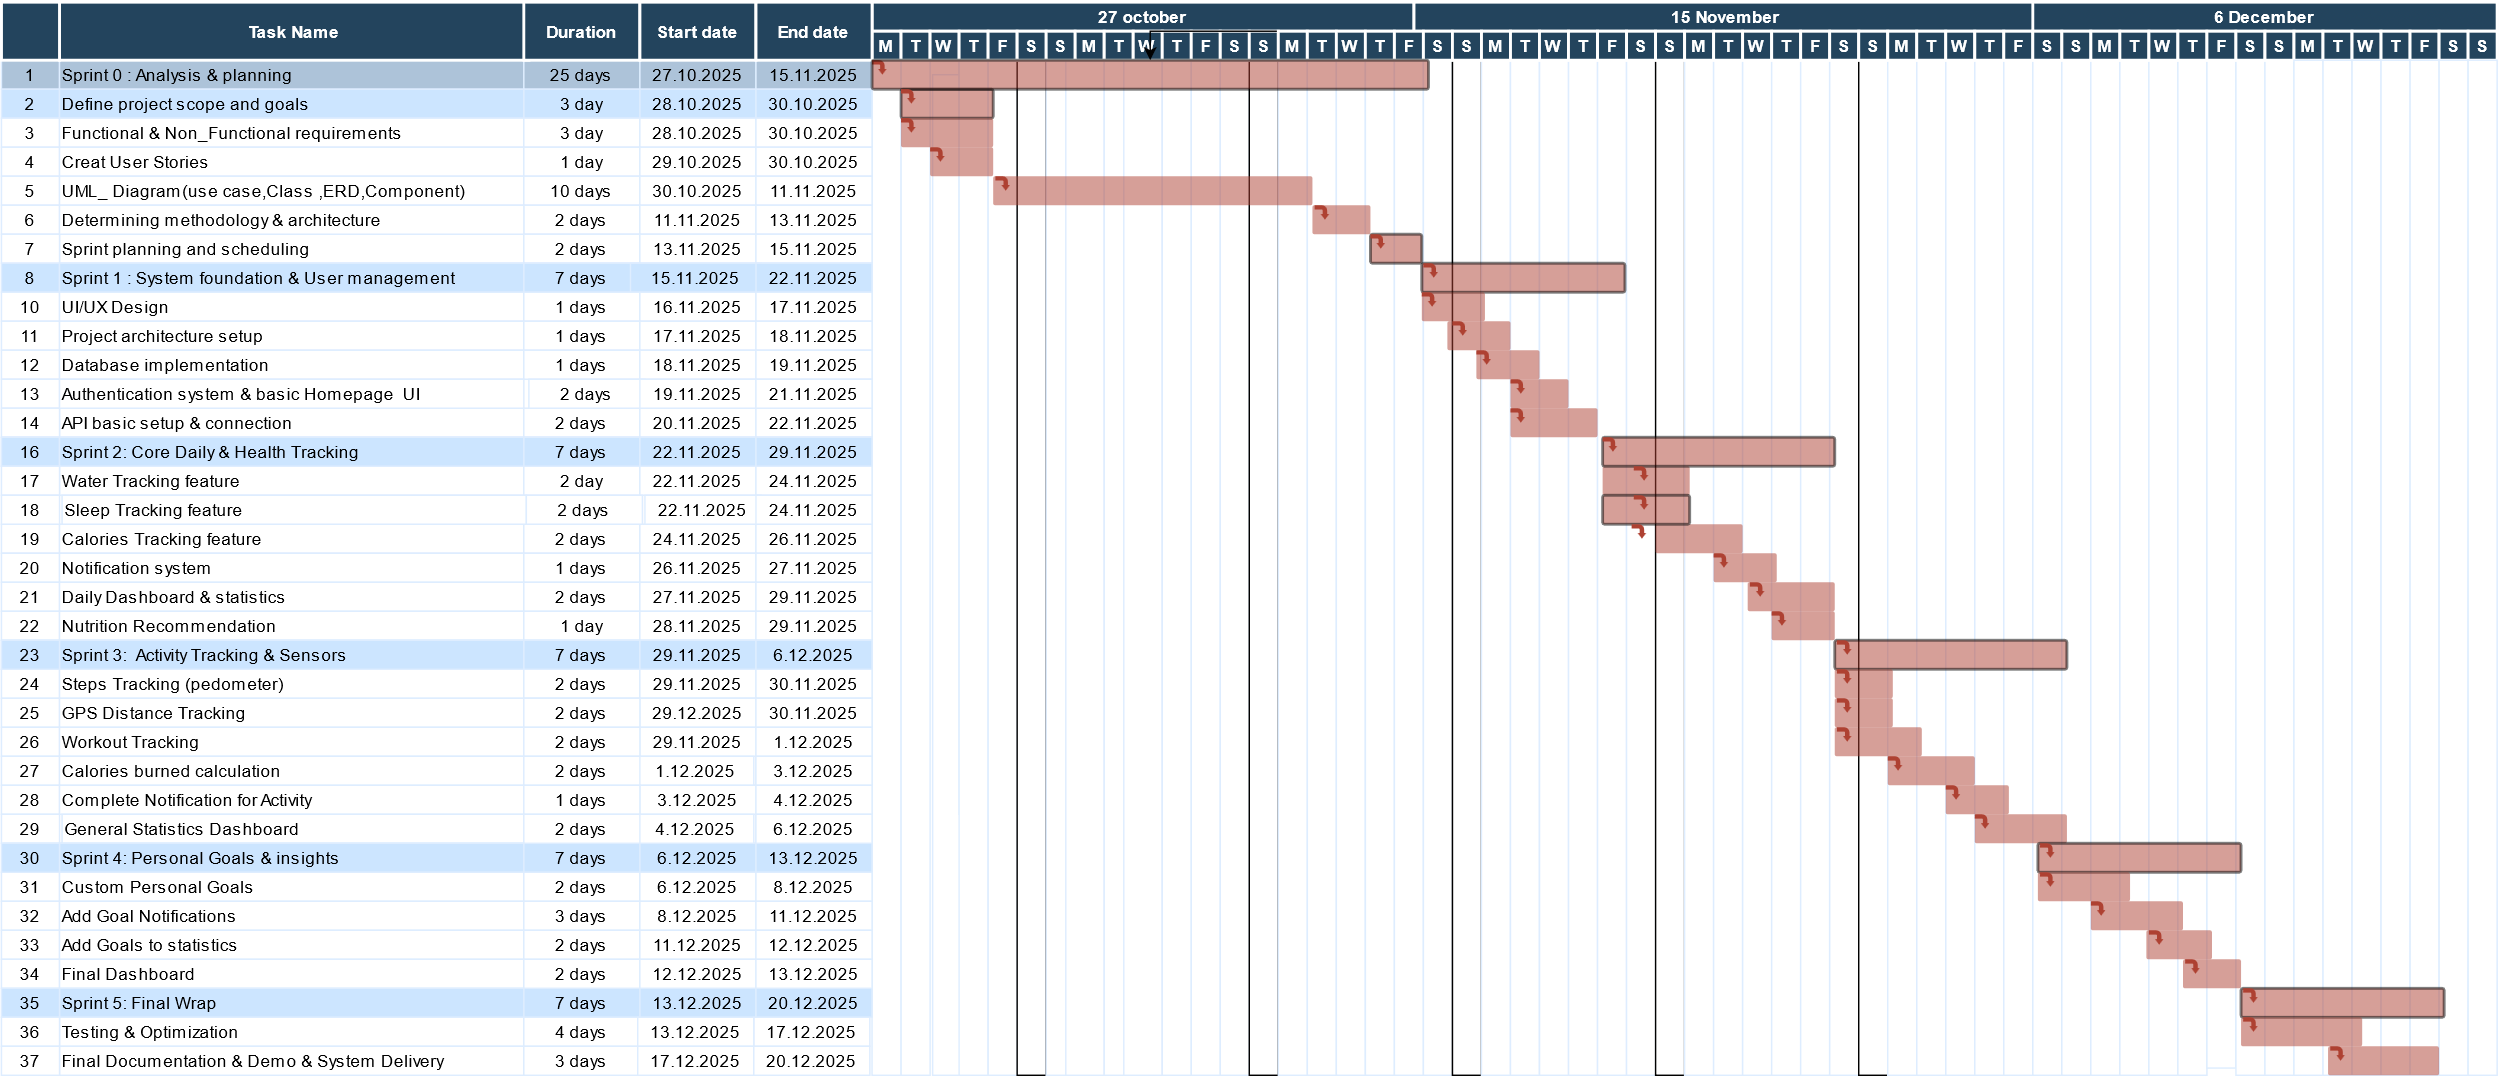 27 october 15 November 6 December
Task Name Duration Start date End date
M T W T F S S M T W T F S S M T W T F S S M T W T F S S M T W T F S S M T W T F S S M T W T F S S M T W T F S S
1 Sprint 0 : Analysis & planning 25 days 27.10.2025 15.11.2025
2 Define project scope and goals 3 day 28.10.2025 30.10.2025
3 Functional & Non_Functional requirements 3 day 28.10.2025 30.10.2025
4 Creat User Stories 1 day 29.10.2025 30.10.2025
5 UML_ Diagram(use case,Class ,ERD,Component) 10 days 30.10.2025 11.11.2025
6 Determining methodology & architecture 2 days 11.11.2025 13.11.2025
7 Sprint planning and scheduling 2 days 13.11.2025 15.11.2025
8 Sprint 1 : System foundation & User management 7 days 15.11.2025 22.11.2025
10 UI/UX Design 1 days 16.11.2025 17.11.2025
11 Project architecture setup 1 days 17.11.2025 18.11.2025
12 Database implementation 1 days 18.11.2025 19.11.2025
13 Authentication system & basic Homepage UI 2 days 19.11.2025 21.11.2025
14 API basic setup & connection 2 days 20.11.2025 22.11.2025
16 Sprint 2: Core Daily & Health Tracking 7 days 22.11.2025 29.11.2025
17 Water Tracking feature 2 day 22.11.2025 24.11.2025
18 Sleep Tracking feature 2 days 22.11.2025 24.11.2025
19 Calories Tracking feature 2 days 24.11.2025 26.11.2025
20 Notification system 1 days 26.11.2025 27.11.2025
21 Daily Dashboard & statistics 2 days 27.11.2025 29.11.2025
22 Nutrition Recommendation 1 day 28.11.2025 29.11.2025
23 Sprint 3: Activity Tracking & Sensors 7 days 29.11.2025 6.12.2025
24 Steps Tracking (pedometer) 2 days 29.11.2025 30.11.2025
25 GPS Distance Tracking 2 days 29.12.2025 30.11.2025
26 Workout Tracking 2 days 29.11.2025 1.12.2025
27 Calories burned calculation 2 days 1.12.2025 3.12.2025
28 Complete Notification for Activity 1 days 3.12.2025 4.12.2025
29 General Statistics Dashboard 2 days 4.12.2025 6.12.2025
30 Sprint 4: Personal Goals & insights 7 days 6.12.2025 13.12.2025
31 Custom Personal Goals 2 days 6.12.2025 8.12.2025
32 Add Goal Notifications 3 days 8.12.2025 11.12.2025
33 Add Goals to statistics 2 days 11.12.2025 12.12.2025
34 Final Dashboard 2 days 12.12.2025 13.12.2025
35 Sprint 5: Final Wrap 7 days 13.12.2025 20.12.2025
36 Testing & Optimization 4 days 13.12.2025 17.12.2025
37 Final Documentation & Demo & System Delivery 3 days 17.12.2025 20.12.2025